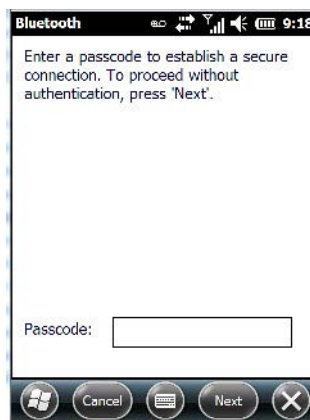 Bluetooth 9:18
Enter a passcode to establish a secure
connection. To proceed without
authentication, press 'Next'.
Passcode:
Cancel Next